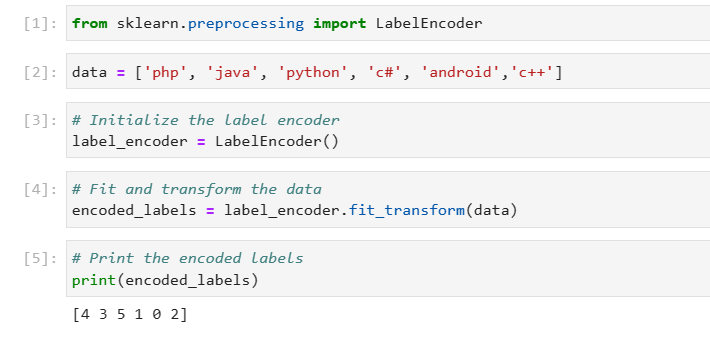 [1]: from sklearn.preprocessing import LabelEncoder
[2]: data = ['php', 'java', 'python', 'c#', 'android','c++']
[3]: # Initialize the label encoder
label_encoder = LabelEncoder()
[4]: # Fit and transform the data
encoded_labels = label_encoder.fit_transform(data)
[5]: # Print the encoded labels
print(encoded_labels)
[4 3 5 1 0 2]